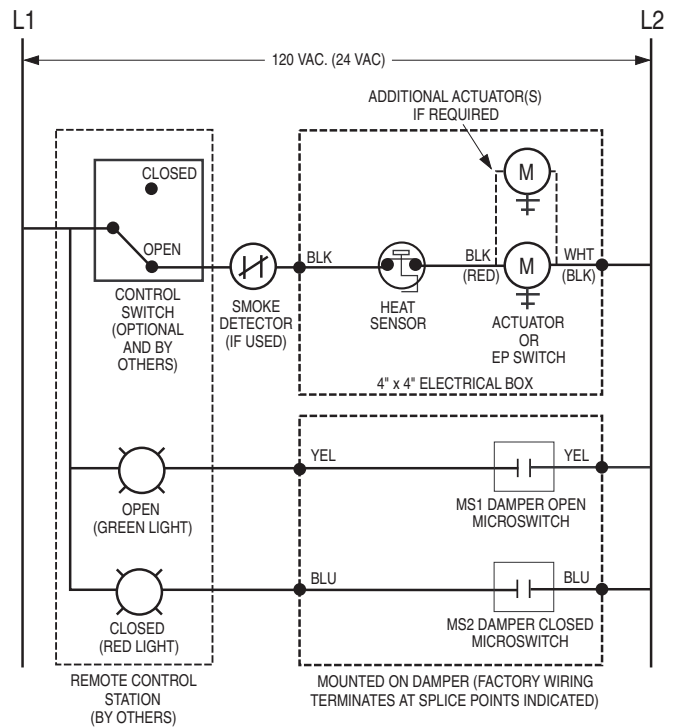 L1
L2
120 VAC. (24 VAC)
ADDITIONAL ACTUATOR(S)
IF REQUIRED
CLOSED
M
OPEN
BLK
BLK
(RED)
M
WHT
(BLK)
CONTROL
SWITCH
(OPTIONAL
AND BY
OTHERS)
SMOKE
DETECTOR
(IF USED)
HEAT
SENSOR
ACTUATOR
OR
EP SWITCH
4" x 4" ELECTRICAL BOX
YEL
YEL
OPEN
(GREEN LIGHT)
MS1 DAMPER OPEN
MICROSWITCH
BLU
BLU
CLOSED
(RED LIGHT)
MS2 DAMPER CLOSED
MICROSWITCH
REMOTE CONTROL
STATION
(BY OTHERS)
MOUNTED ON DAMPER (FACTORY WIRING
TERMINATES AT SPLICE POINTS INDICATED)